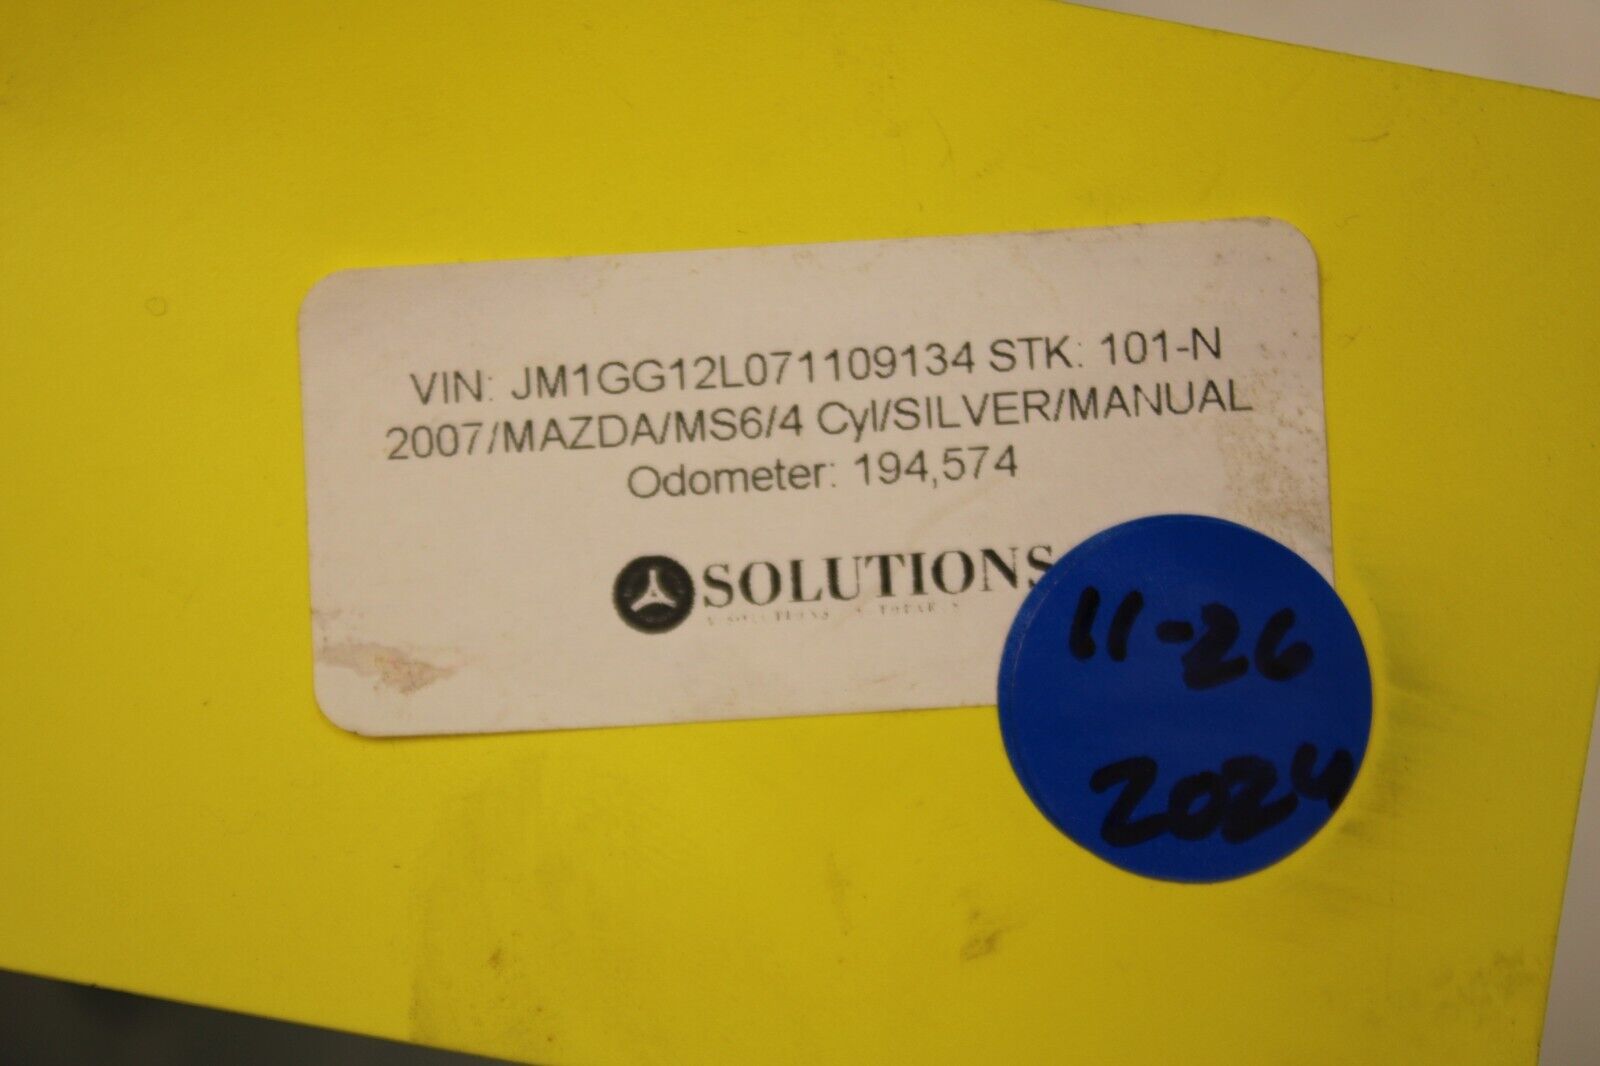 VIN: JM1GG12L071109134 STK: 101-N
2007/MAZDA/MS6/4 Cyl/SILVER/MANUAL
Odometer: 194,574
SOLUTIONS
11-26
2024